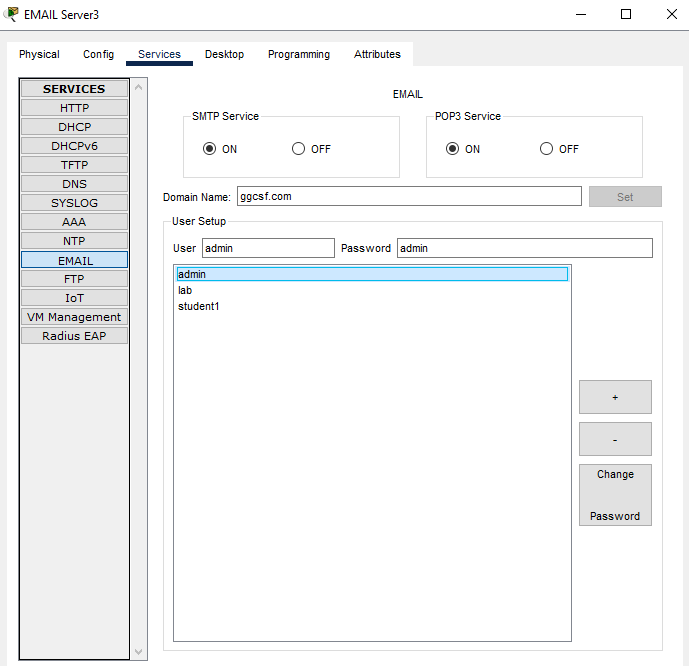 EMAIL Server3
Physical Config Services Desktop Programming Attributes
SERVICES
HTTP
DHCP
DHCPv6
TFTP
DNS
SYSLOG
AAA
NTP
EMAIL
FTP
IoT
VM Management
Radius EAP
EMAIL
SMTP Service
ON OFF
POP3 Service
ON OFF
Domain Name: ggcsf.com Set
User Setup
User admin Password admin
admin
lab
student1
+
-
Change
Password